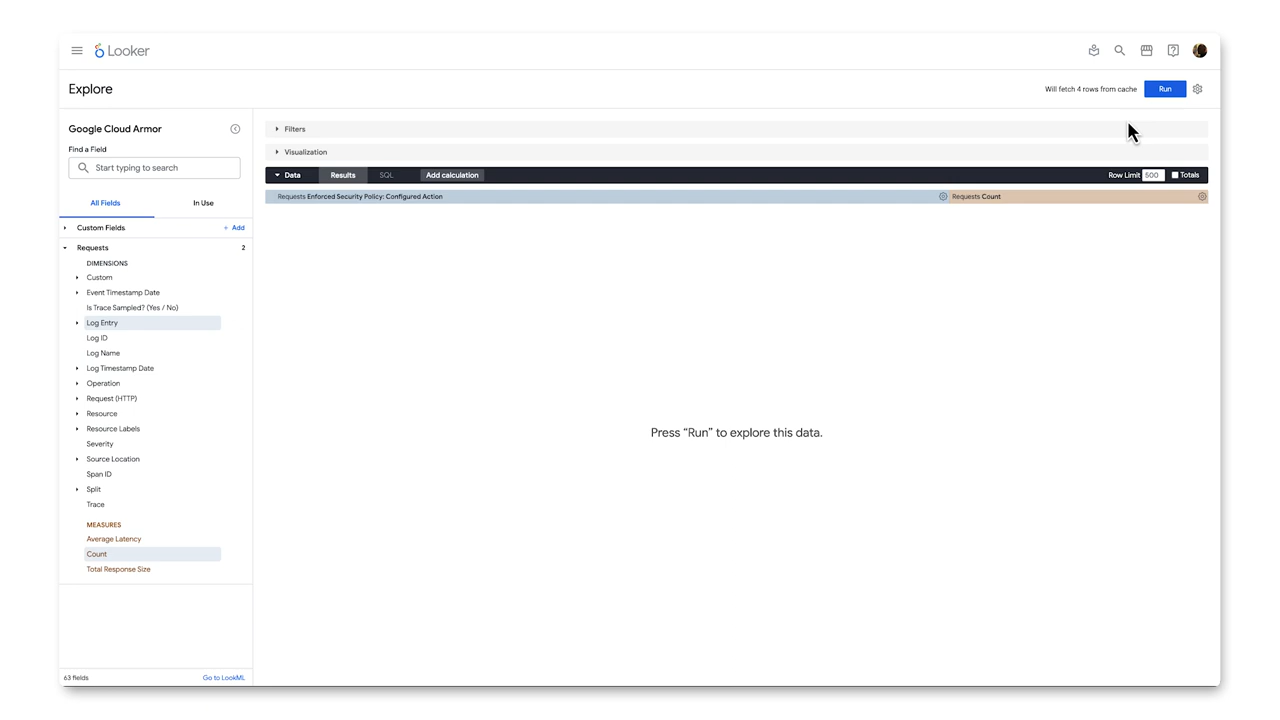 Looker
Explore
Will fetch 4 rows from cache
Run
Google Cloud Armor
Find a Field
Start typing to search
All Fields
In Use
Custom Fields
+ Add
Requests
2
DIMENSIONS
Custom
Event Timestamp Date
Is Trace Sampled? (Yes / No)
Log Entry
Log ID
Log Name
Log Timestamp Date
Operation
Request (HTTP)
Resource
Resource Labels
Severity
Source Location
Span ID
Split
Trace
MEASURES
Average Latency
Count
Total Response Size
63 fields
Go to LookML
Filters
Visualization
Data
Results
SQL
Add calculation
Row Limit 500
Totals
Requests Enforced Security Policy: Configured Action
Requests Count
Press “Run” to explore this data.